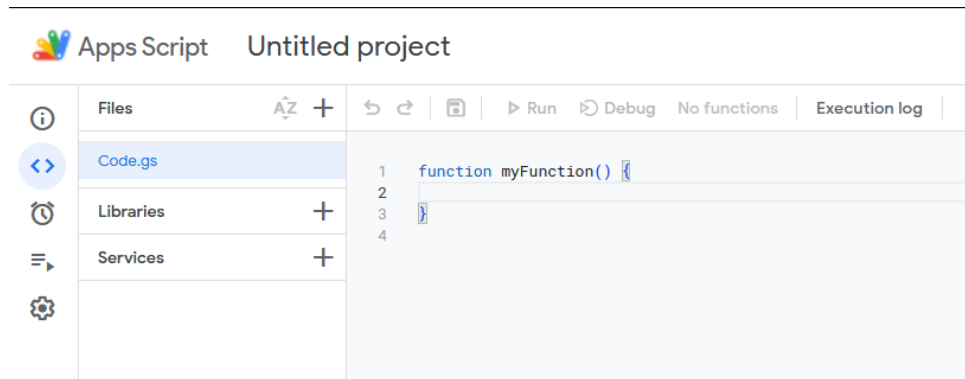 Apps Script Untitled project
Files AZ
Run Debug No functions Execution log
Code.gs
Libraries
Services
1 function myFunction() {
2
3 }
4